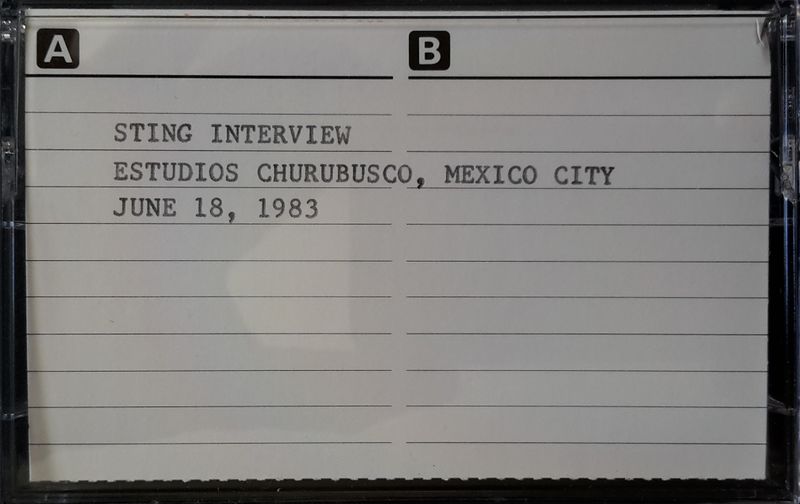 A B
STING INTERVIEW
ESTUDIOS CHURUBUSCO, MEXICO CITY
JUNE 18, 1983